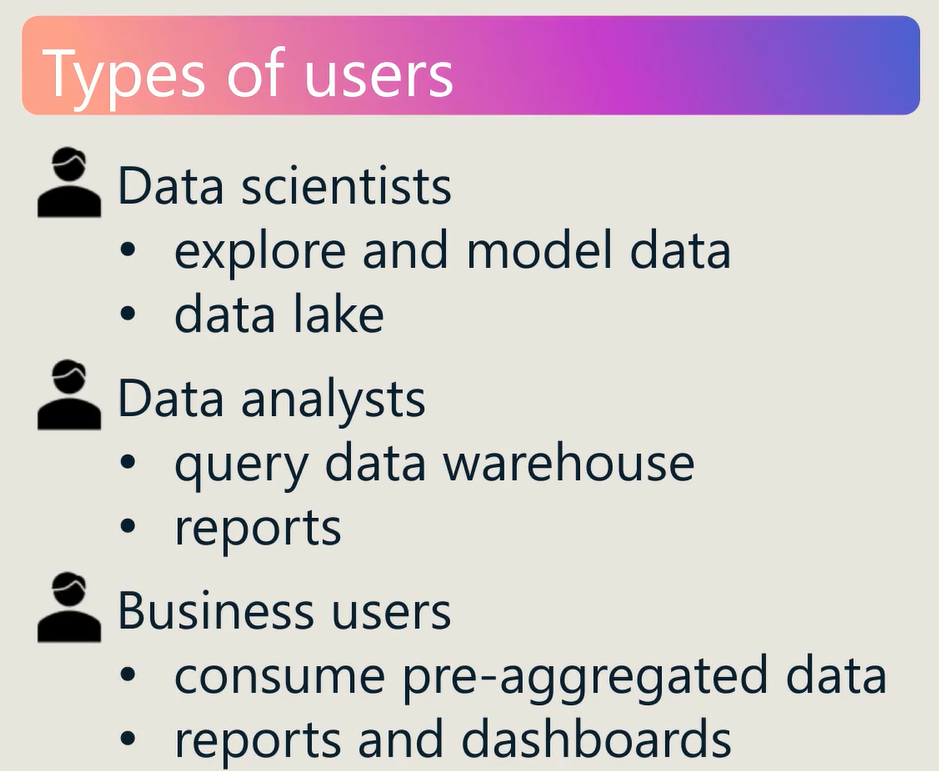 Types of users
Data scientists
• explore and model data
• data lake
Data analysts
• query data warehouse
• reports
Business users
• consume pre-aggregated data
• reports and dashboards